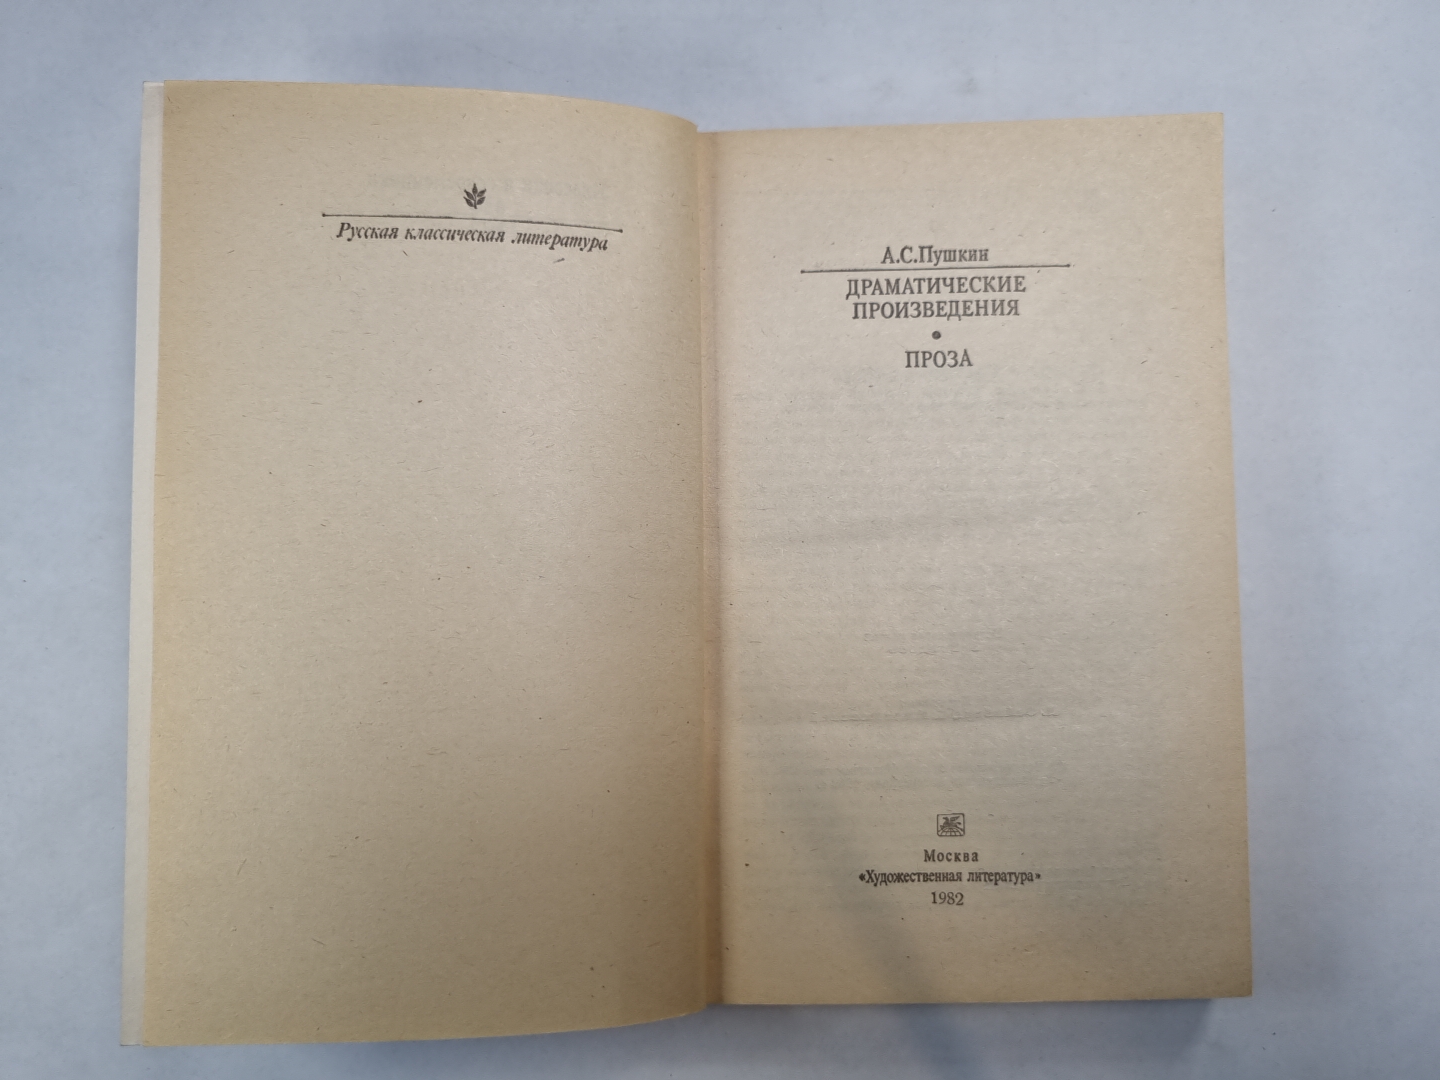 Русская классическая литература
А.С.Пушкин
ДРАМАТИЧЕСКИЕ
ПРОИЗВЕДЕНИЯ
•
ПРОЗА
Москва
«Художественная литература»
1982